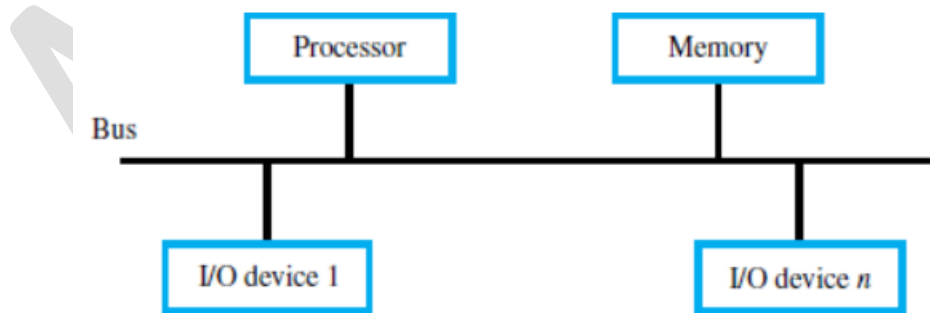 Processor
Memory
Bus
I/O device 1
I/O device n